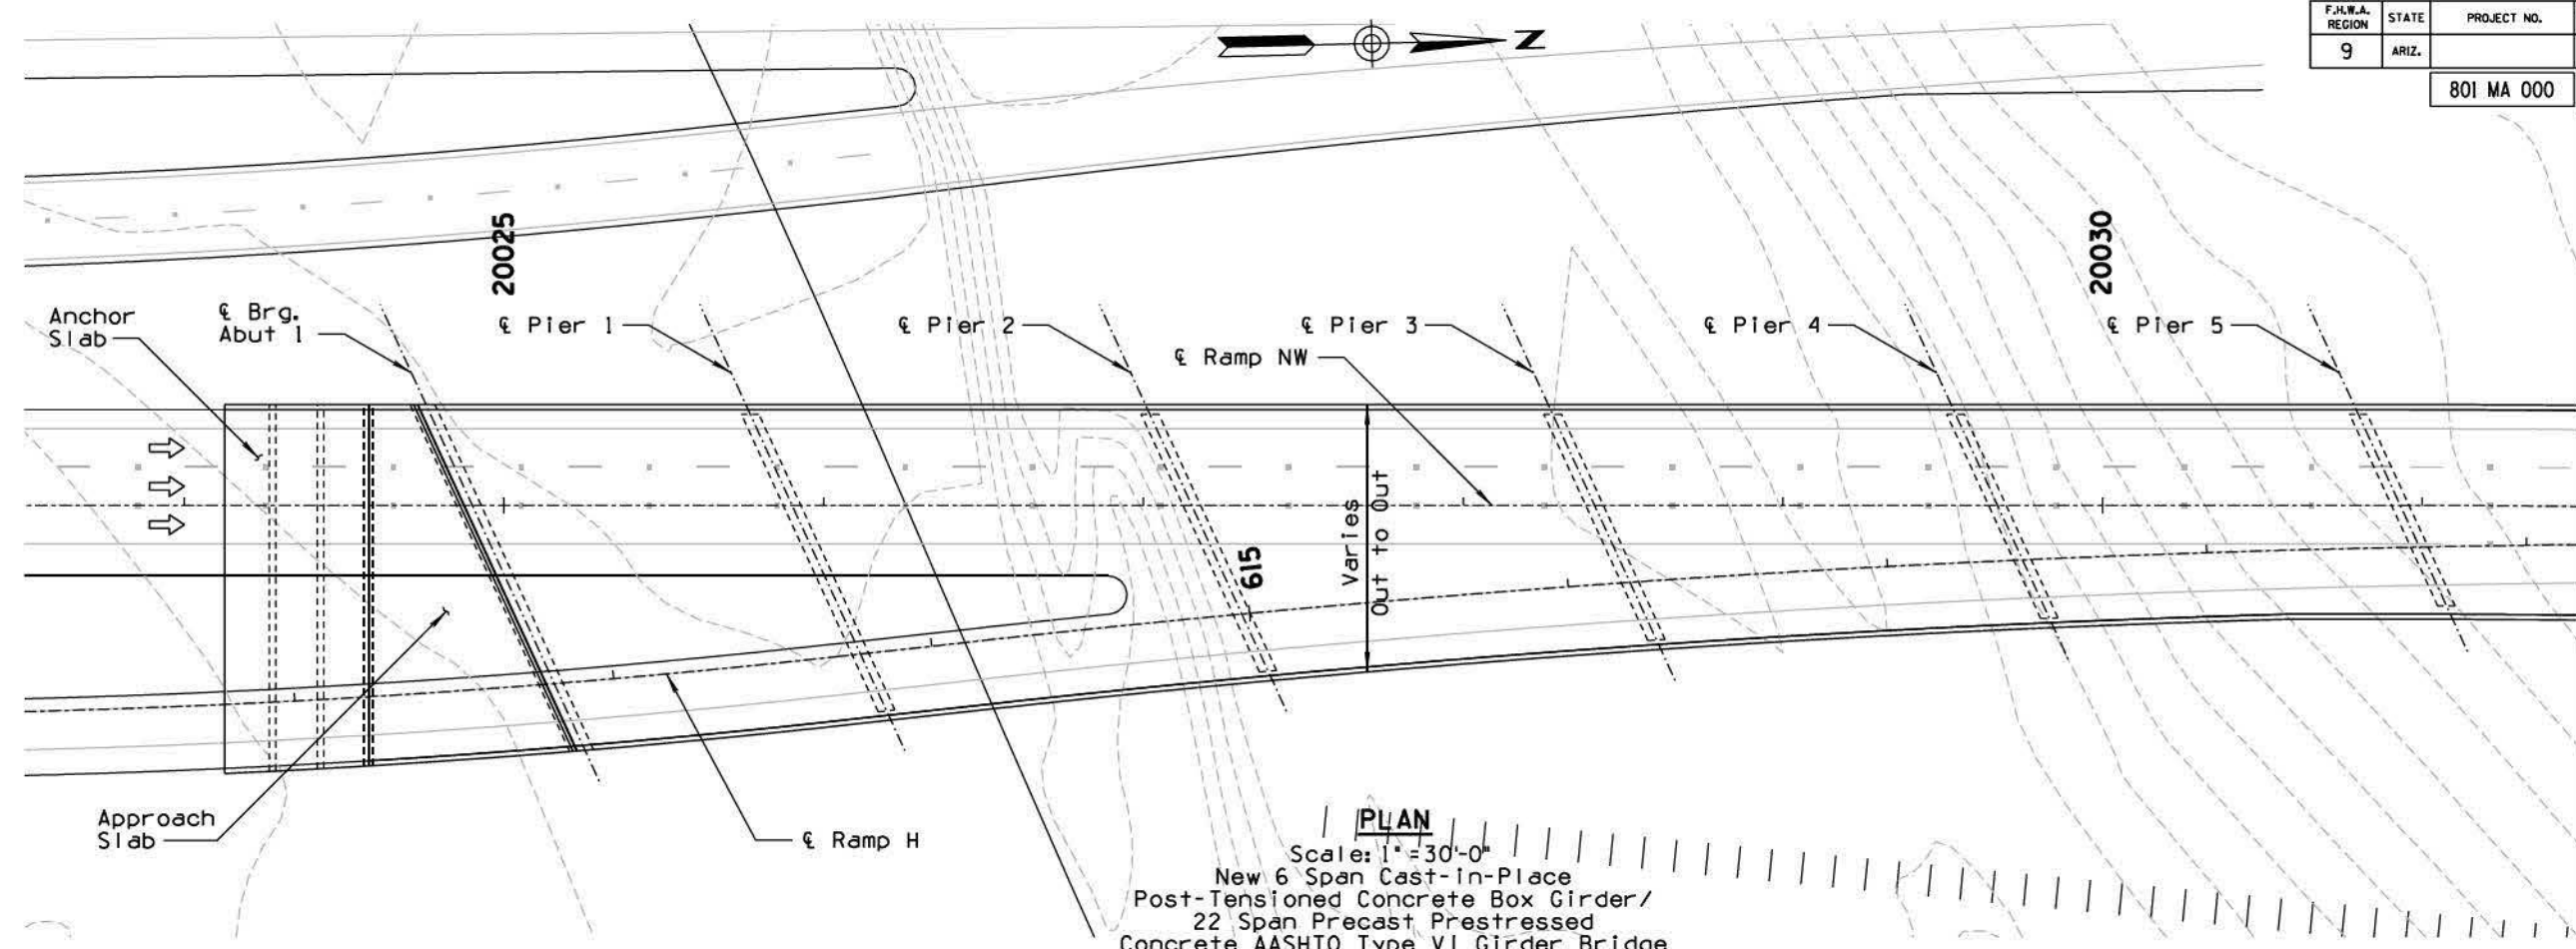 F.H.W.A. REGION
STATE
PROJECT NO.
9
ARIZ.
801 MA 000
N
20025
20030
Anchor
Slab
℄ Brg.
Abut 1
℄ Pier 1
℄ Pier 2
℄ Pier 3
℄ Pier 4
℄ Pier 5
℄ Ramp NW
Varies
Out to Out
615
Approach
Slab
℄ Ramp H
PLAN
Scale: 1"=30'-0"
New 6 Span Cast-in-Place
Post-Tensioned Concrete Box Girder/
22 Span Precast Prestressed
Concrete AASHTO Type VI Girder Bridge